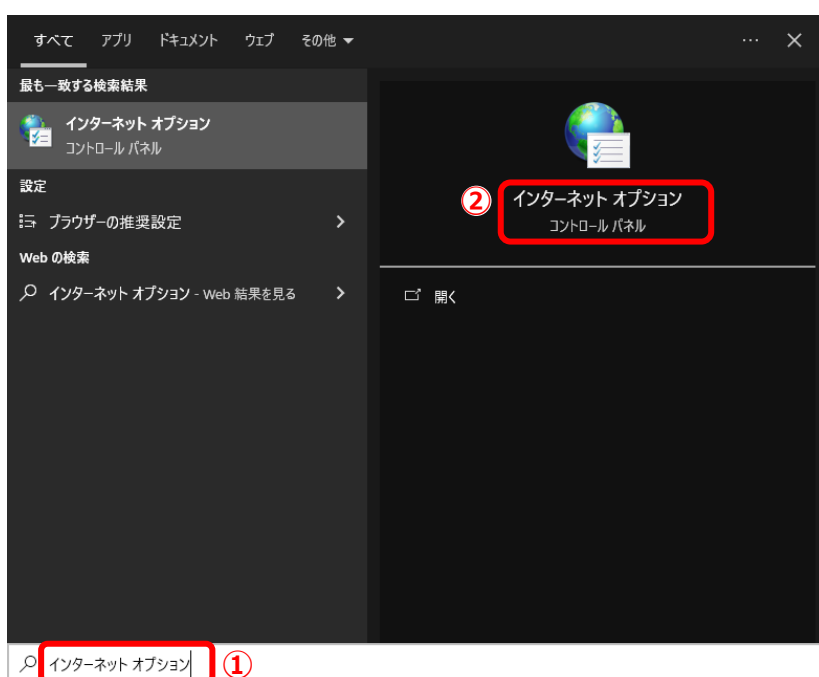 すべて アプリ ドキュメント ウェブ その他 ▼ … ×
最も一致する検索結果
インターネット オプション
コントロール パネル
設定
ブラウザーの推奨設定 >
Web の検索
インターネット オプション - Web 結果を見る >
② インターネット オプション
コントロール パネル
開く
インターネット オプション ①